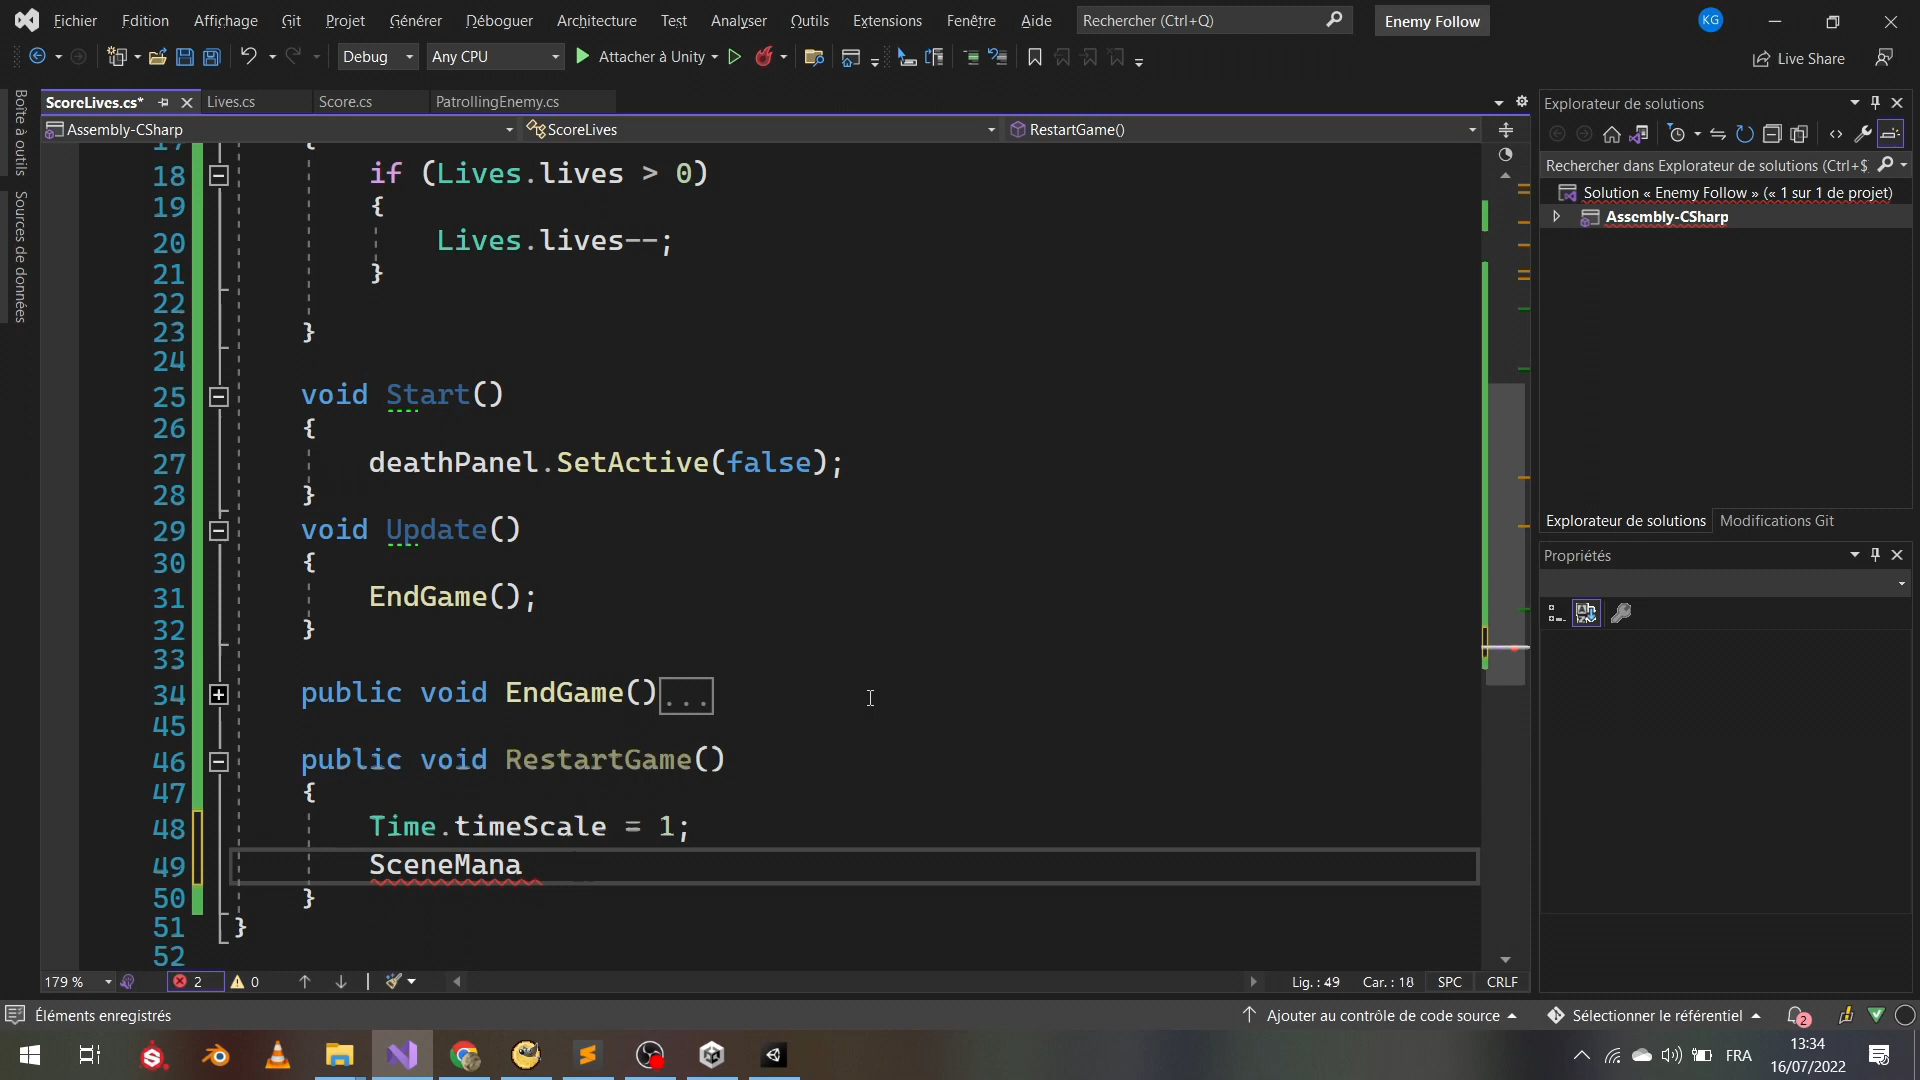 Fichier Edition Affichage Git Projet Générer Déboguer Architecture Test Analyser Outils Extensions Fenêtre Aide Rechercher (Ctrl+Q) Enemy Follow KG
Debug Any CPU Attacher à Unity Live Share
Boîte à outils
Sources de données
ScoreLives.cs* Lives.cs Score.cs PatrollingEnemy.cs
Assembly-CSharp ScoreLives RestartGame()
17 {
18 if (Lives.lives > 0)
19 {
20 Lives.lives--;
21 }
22
23 }
24
25 void Start()
26 {
27 deathPanel.SetActive(false);
28 }
29 void Update()
30 {
31 EndGame();
32 }
33
34 public void EndGame()...
45
46 public void RestartGame()
47 {
48 Time.timeScale = 1;
49 SceneMana
50 }
51 }
52
179 % 2 0 Lig. : 49 Car. : 18 SPC CRLF
Explorateur de solutions
Rechercher dans Explorateur de solutions (Ctrl+$
Solution « Enemy Follow » (« 1 sur 1 de projet)
Assembly-CSharp
Explorateur de solutions Modifications Git
Propriétés
Éléments enregistrés Ajouter au contrôle de code source Sélectionner le référentiel 2
FRA 13:34
16/07/2022